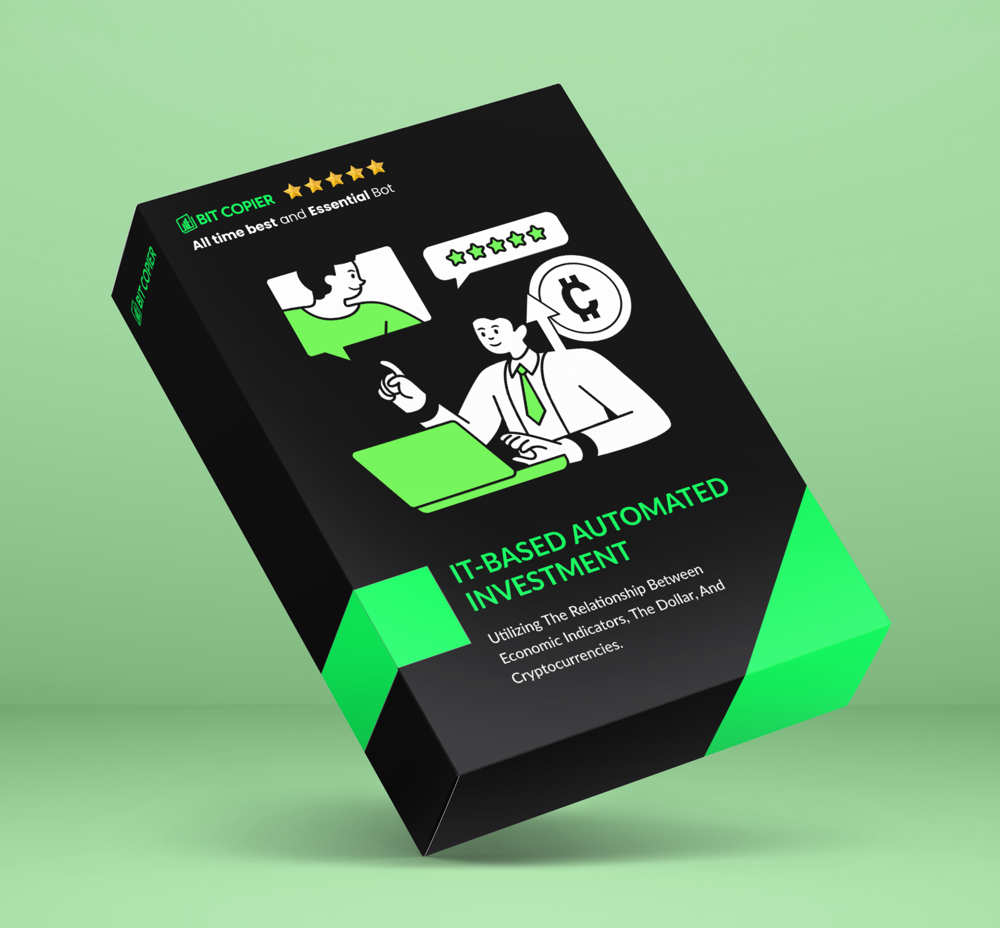 BIT COPIER
All time best and Essential Bot
BIT COPIER
IT-BASED AUTOMATED
INVESTMENT
Utilizing The Relationship Between
Economic Indicators, The Dollar, And
Cryptocurrencies.